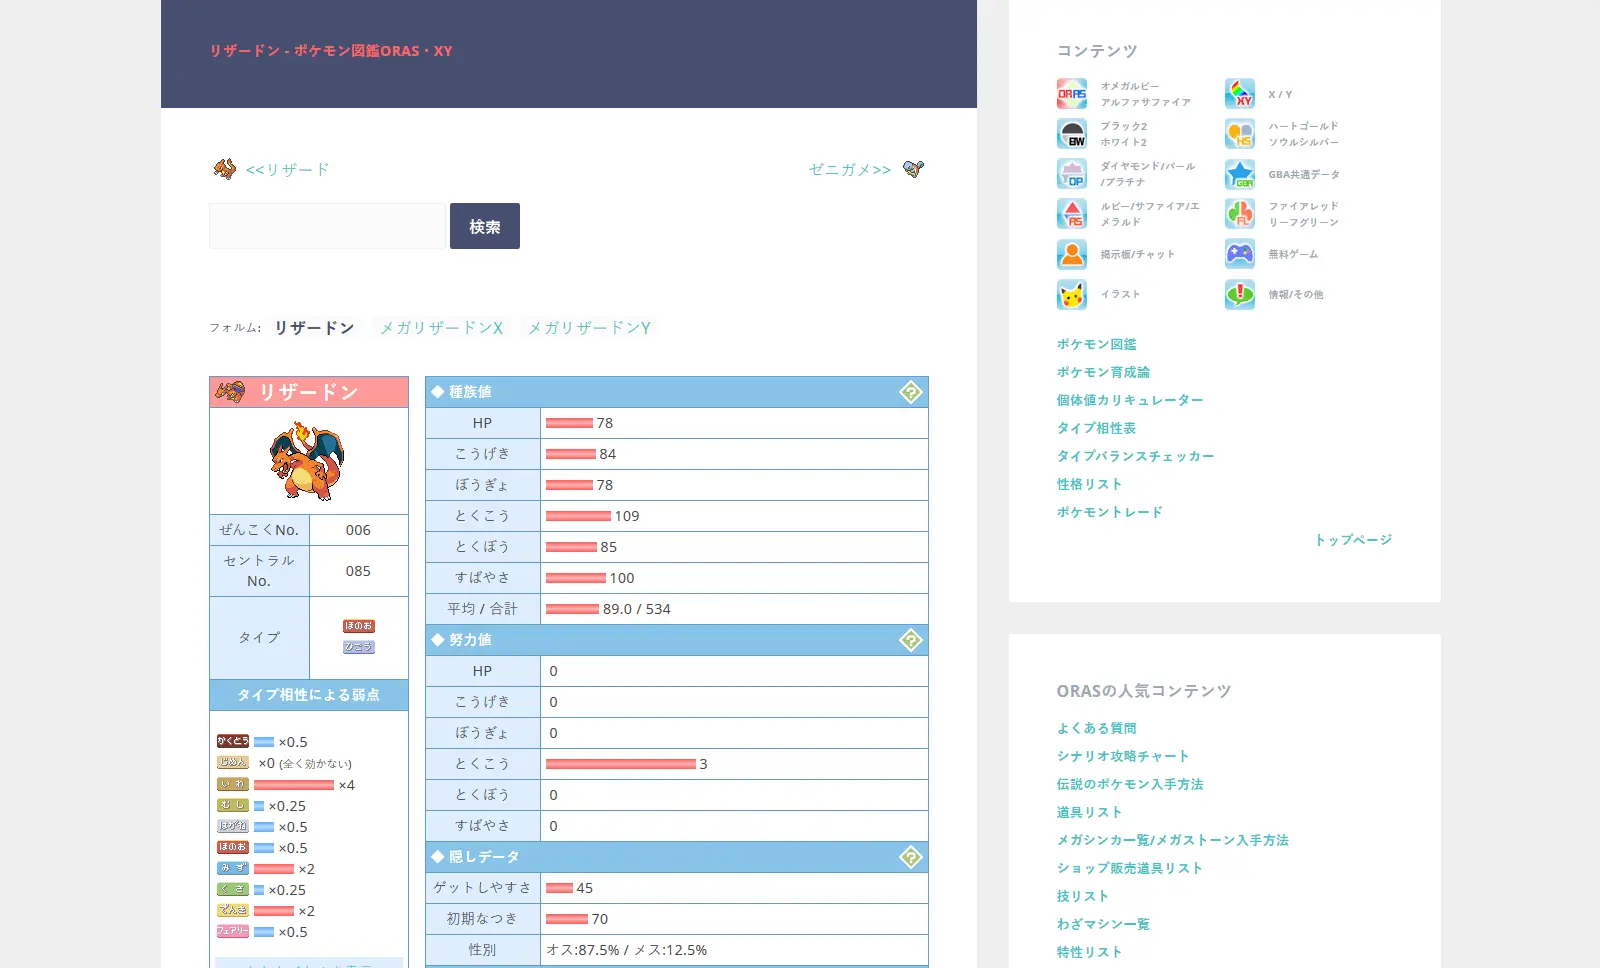 リザードン - ポケモン図鑑ORAS・XY
<<リザード
ゼニガメ>>
検索
フォルム: リザードン メガリザードンX メガリザードンY
リザードン
ぜんこくNo. 006
セントラルNo. 085
タイプ ほのお ひこう
タイプ相性による弱点
かくとう ×0.5
じめん ×0 (全く効かない)
いわ ×4
むし ×0.25
はがね ×0.5
ほのお ×0.5
みず ×2
くさ ×0.25
でんき ×2
フェアリー ×0.5
◆ 種族値
HP 78
こうげき 84
ぼうぎょ 78
とくこう 109
とくぼう 85
すばやさ 100
平均 / 合計 89.0 / 534
◆ 努力値
HP 0
こうげき 0
ぼうぎょ 0
とくこう 3
とくぼう 0
すばやさ 0
◆ 隠しデータ
ゲットしやすさ 45
初期なつき 70
性別 オス:87.5% / メス:12.5%
コンテンツ
ORAS オメガルビー
アルファサファイア
XY X / Y
BW ブラック2
ホワイト2
HS ハートゴールド
ソウルシルバー
DP ダイヤモンド/パール
/プラチナ
GBA GBA共通データ
RS ルビー/サファイア/エ
メラルド
FL ファイアレッド
リーフグリーン
掲示板/チャット
無料ゲーム
イラスト
情報/その他
ポケモン図鑑
ポケモン育成論
個体値カリキュレーター
タイプ相性表
タイプバランスチェッカー
性格リスト
ポケモントレード
トップページ
ORASの人気コンテンツ
よくある質問
シナリオ攻略チャート
伝説のポケモン入手方法
道具リスト
メガシンカ一覧/メガストーン入手方法
ショップ販売道具リスト
技リスト
わざマシン一覧
特性リスト